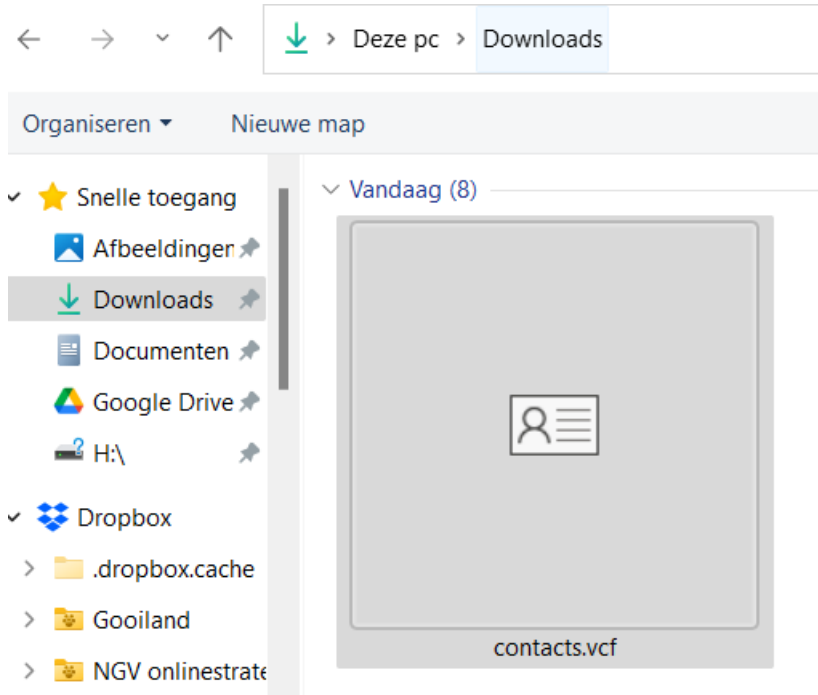 Deze pc > Downloads
Organiseren Nieuwe map
Snelle toegang
Afbeeldingen
Downloads
Documenten
Google Drive
H:\
Dropbox
.dropbox.cache
Gooiland
NGV onlinestrate
Vandaag (8)
contacts.vcf